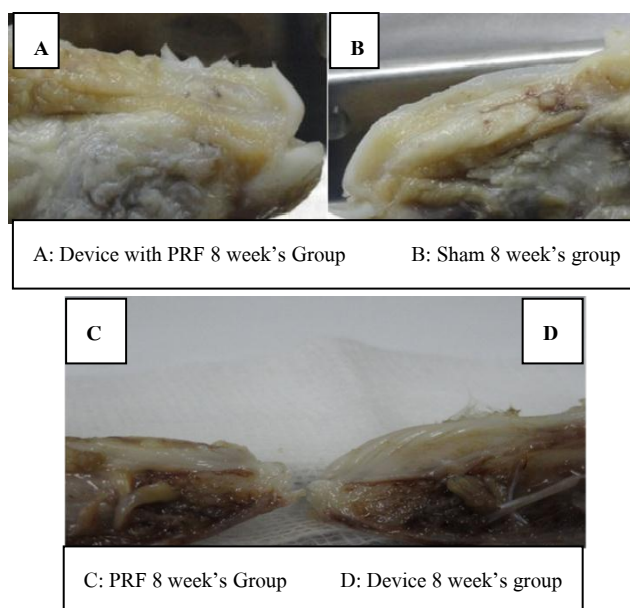 A
B
A: Device with PRF 8 week's Group B: Sham 8 week's group
C
D
C: PRF 8 week's Group D: Device 8 week's group